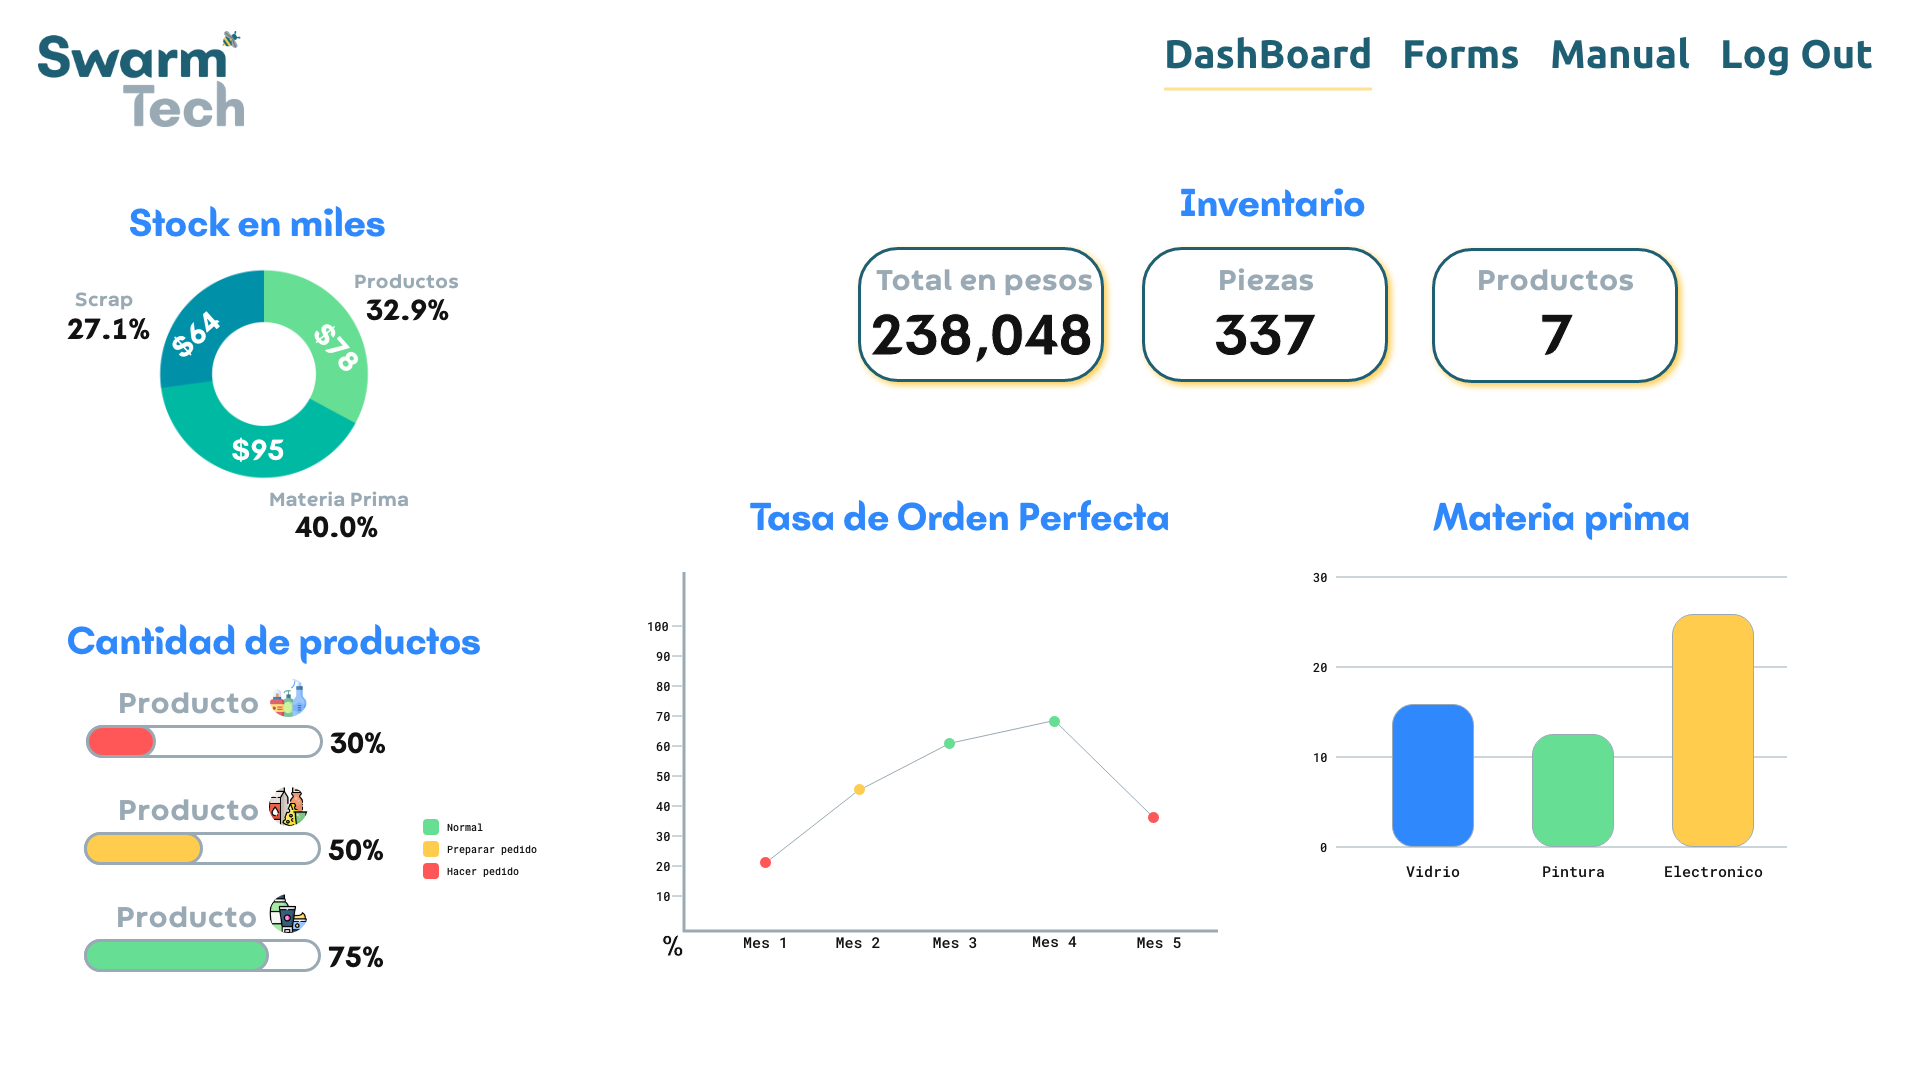 Swarm
Tech
DashBoard Forms Manual Log Out
Stock en miles
Scrap
27.1%
Productos
32.9%
$64
$78
$95
Materia Prima
40.0%
Inventario
Total en pesos
238,048
Piezas
337
Productos
7
Cantidad de productos
Producto
30%
Producto
50%
Producto
75%
Normal
Preparar pedido
Hacer pedido
Tasa de Orden Perfecta
100
90
80
70
60
50
40
30
20
10
%
Mes 1 Mes 2 Mes 3 Mes 4 Mes 5
Materia prima
30
20
10
0
Vidrio Pintura Electronico